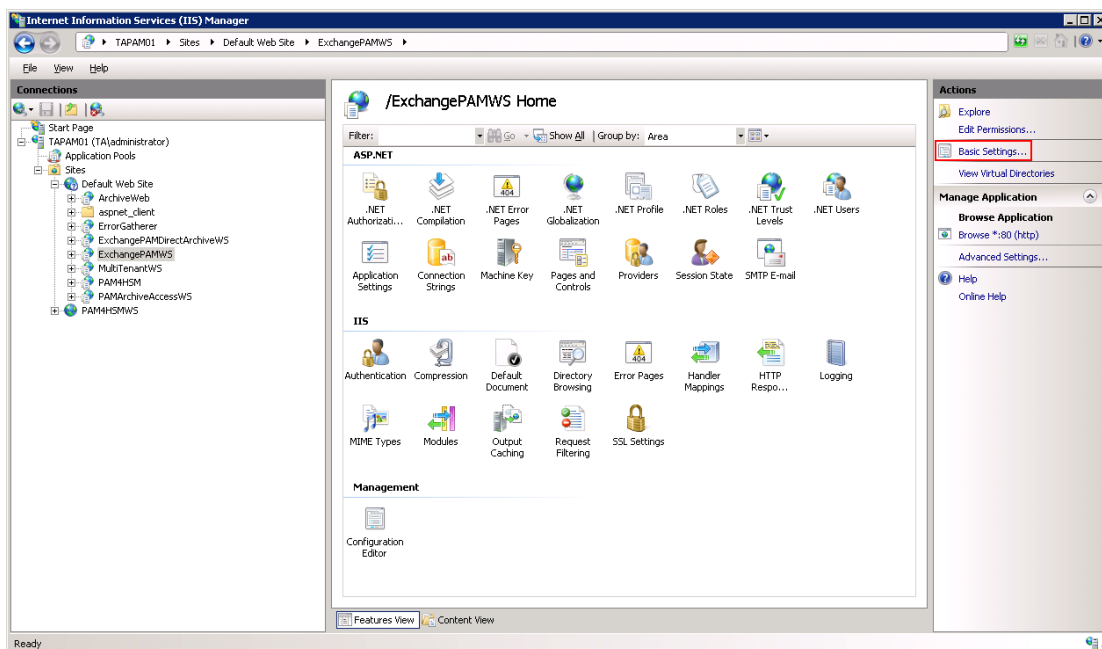 Internet Information Services (IIS) Manager
TAPAM01 Sites Default Web Site ExchangePAMWS
File View Help
Connections
Start Page
TAPAM01 (TA\administrator)
Application Pools
Sites
Default Web Site
ArchiveWeb
aspnet_client
ErrorGatherer
ExchangePAMDirectArchiveWS
ExchangePAMWS
MultiTenantWS
PAM4HSM
PAMArchiveAccessWS
PAM4HSMWS
/ExchangePAMWS Home
Filter: Go Show All Group by: Area
ASP.NET
.NET Authorizati... .NET Compilation .NET Error Pages .NET Globalization .NET Profile .NET Roles .NET Trust Levels .NET Users
Application Settings Connection Strings Machine Key Pages and Controls Providers Session State SMTP E-mail
IIS
Authentication Compression Default Document Directory Browsing Error Pages Handler Mappings HTTP Respo... Logging
MIME Types Modules Output Caching Request Filtering SSL Settings
Management
Configuration Editor
Features View Content View
Actions
Explore
Edit Permissions...
Basic Settings...
View Virtual Directories
Manage Application
Browse Application
Browse *:80 (http)
Advanced Settings...
Help
Online Help
Ready